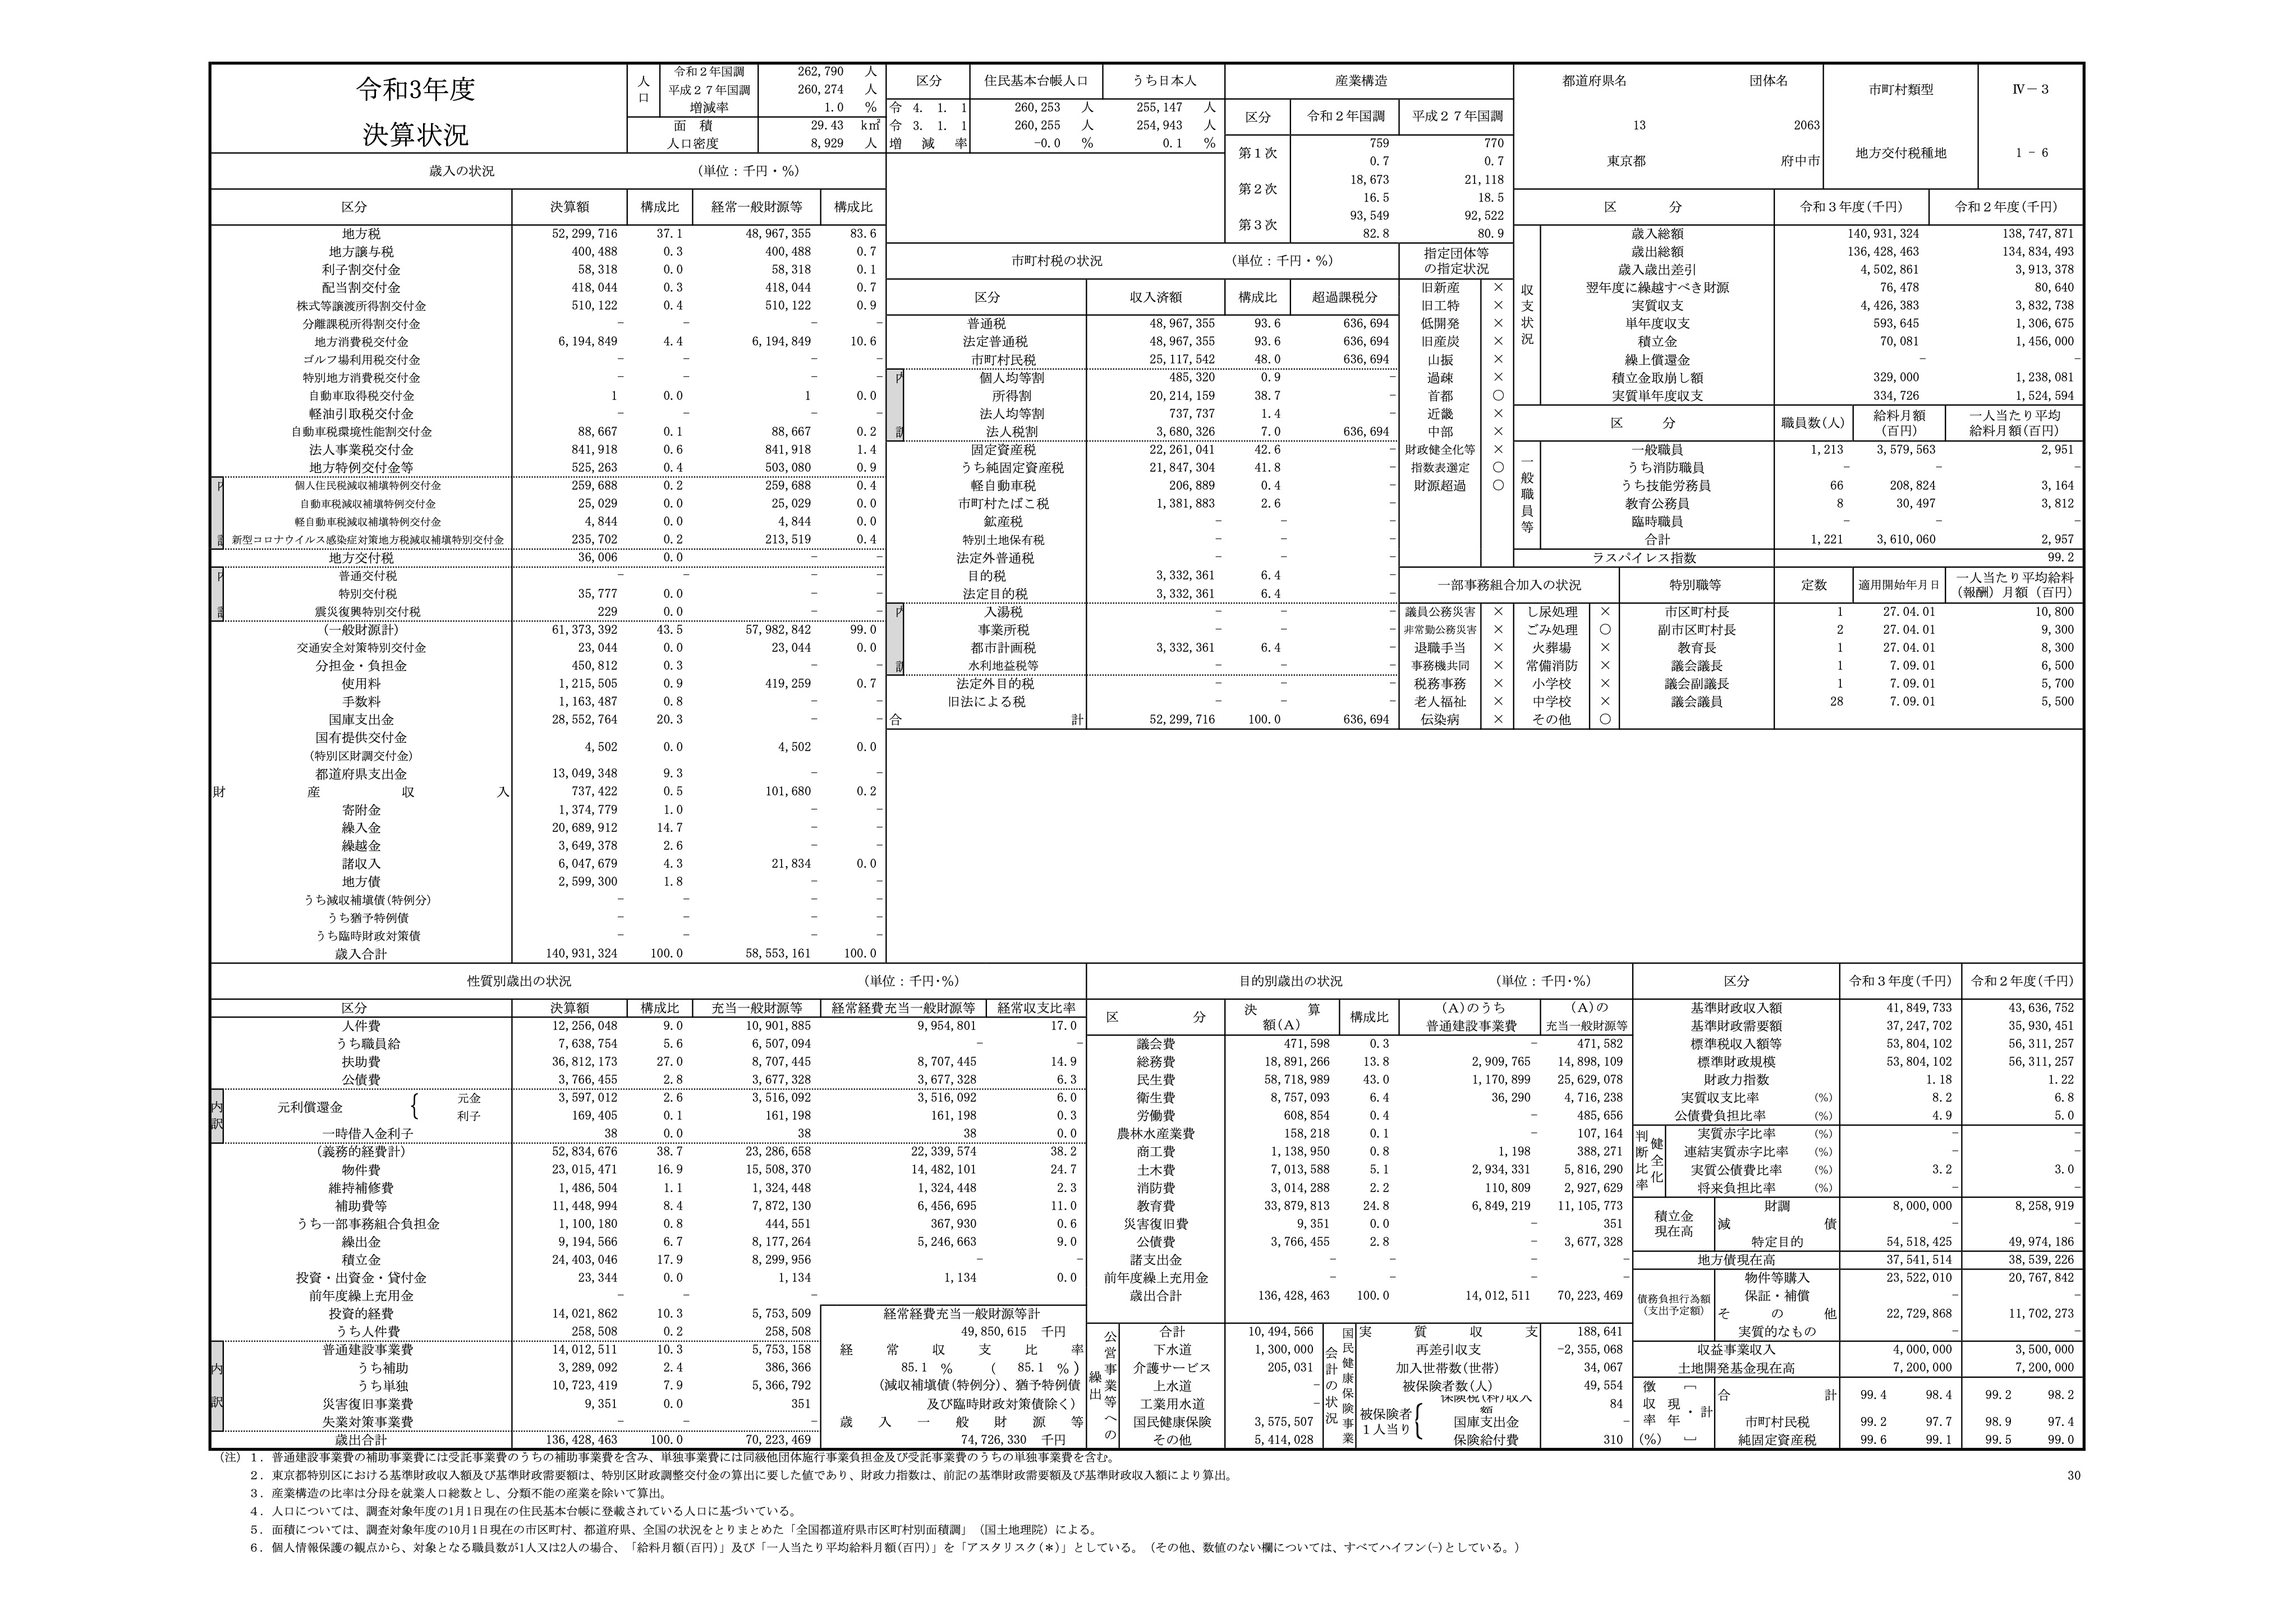 令和3年度
決算状況
人口 令和２年国調 262,790 人
平成２７年国調 260,274 人
増減率 1.0 %
面 積 29.43 k㎡
人口密度 8,929 人
区分 住民基本台帳人口 うち日本人
令 4. 1. 1 260,253 人 255,147 人
令 3. 1. 1 260,255 人 254,943 人
増 減 率 -0.0 % 0.1 %
産業構造
区分 令和２年国調 平成２７年国調
第１次 759 770
0.7 0.7
第２次 18,673 21,118
16.5 18.5
第３次 93,549 92,522
82.8 80.9
都道府県名 団体名
13 2063
東京都 府中市
市町村類型 Ⅳ－３
地方交付税種地 1 - 6
歳入の状況 （単位：千円・%）
区分 決算額 構成比 経常一般財源等 構成比
地方税 52,299,716 37.1 48,967,355 83.6
地方譲与税 400,488 0.3 400,488 0.7
利子割交付金 58,318 0.0 58,318 0.1
配当割交付金 418,044 0.3 418,044 0.7
株式等譲渡所得割交付金 510,122 0.4 510,122 0.9
分離課税所得割交付金 - - - -
地方消費税交付金 6,194,849 4.4 6,194,849 10.6
ゴルフ場利用税交付金 - - - -
特別地方消費税交付金 - - - -
自動車取得税交付金 1 0.0 1 0.0
軽油引取税交付金 - - - -
自動車税環境性能割交付金 88,667 0.1 88,667 0.2
法人事業税交付金 841,918 0.6 841,918 1.4
地方特例交付金等 525,263 0.4 503,080 0.9
内訳 個人住民税減収補塡特例交付金 259,688 0.2 259,688 0.4
自動車税減収補塡特例交付金 25,029 0.0 25,029 0.0
軽自動車税減収補塡特例交付金 4,844 0.0 4,844 0.0
新型コロナウイルス感染症対策地方税減収補塡特別交付金 235,702 0.2 213,519 0.4
地方交付税 36,006 0.0 - -
内訳 普通交付税 - - - -
特別交付税 35,777 0.0 - -
震災復興特別交付税 229 0.0 - -
（一般財源計） 61,373,392 43.5 57,982,842 99.0
交通安全対策特別交付金 23,044 0.0 23,044 0.0
分担金・負担金 450,812 0.3 - -
使用料 1,215,505 0.9 419,259 0.7
手数料 1,163,487 0.8 - -
国庫支出金 28,552,764 20.3 - -
国有提供交付金
(特別区財調交付金) 4,502 0.0 4,502 0.0
都道府県支出金 13,049,348 9.3 - -
財 産 収 入 737,422 0.5 101,680 0.2
寄附金 1,374,779 1.0 - -
繰入金 20,689,912 14.7 - -
繰越金 3,649,378 2.6 - -
諸収入 6,047,679 4.3 21,834 0.0
地方債 2,599,300 1.8 - -
うち減収補塡債(特例分) - - - -
うち猶予特例債 - - - -
うち臨時財政対策債 - - - -
歳入合計 140,931,324 100.0 58,553,161 100.0
市町村税の状況 （単位：千円・%）
区分 収入済額 構成比 超過課税分
普通税 48,967,355 93.6 636,694
法定普通税 48,967,355 93.6 636,694
市町村民税 25,117,542 48.0 636,694
内訳 個人均等割 485,320 0.9 -
所得割 20,214,159 38.7 -
法人均等割 737,737 1.4 -
法人税割 3,680,326 7.0 636,694
固定資産税 22,261,041 42.6 -
うち純固定資産税 21,847,304 41.8 -
軽自動車税 206,889 0.4 -
市町村たばこ税 1,381,883 2.6 -
鉱産税 - - -
特別土地保有税 - - -
法定外普通税 - - -
目的税 3,332,361 6.4 -
法定目的税 3,332,361 6.4 -
内訳 入湯税 - - -
事業所税 - - -
都市計画税 3,332,361 6.4 -
水利地益税等 - - -
法定外目的税 - - -
旧法による税 - - -
合 計 52,299,716 100.0 636,694
指定団体等
の指定状況
旧新産 ×
旧工特 ×
低開発 ×
旧産炭 ×
山振 ×
過疎 ×
首都 ○
近畿 ×
中部 ×
財政健全化等 ×
指数表選定 ○
財源超過 ○
区 分 令和３年度(千円) 令和２年度(千円)
収支状況 歳入総額 140,931,324 138,747,871
歳出総額 136,428,463 134,834,493
歳入歳出差引 4,502,861 3,913,378
翌年度に繰越すべき財源 76,478 80,640
実質収支 4,426,383 3,832,738
単年度収支 593,645 1,306,675
積立金 70,081 1,456,000
繰上償還金 - -
積立金取崩し額 329,000 1,238,081
実質単年度収支 334,726 1,524,594
区 分 職員数(人) 給料月額（百円） 一人当たり平均給料月額(百円)
一般職員等 一般職員 1,213 3,579,563 2,951
うち消防職員 - - -
うち技能労務員 66 208,824 3,164
教育公務員 8 30,497 3,812
臨時職員 - - -
合計 1,221 3,610,060 2,957
ラスパイレス指数 99.2
一部事務組合加入の状況 特別職等 定数 適用開始年月日 一人当たり平均給料（報酬）月額（百円）
議員公務災害 × し尿処理 × 市区町村長 1 27.04.01 10,800
非常勤公務災害 × ごみ処理 ○ 副市区町村長 2 27.04.01 9,300
退職手当 × 火葬場 × 教育長 1 27.04.01 8,300
事務機共同 × 常備消防 × 議会議長 1 7.09.01 6,500
税務事務 × 小学校 × 議会副議長 1 7.09.01 5,700
老人福祉 × 中学校 × 議会議員 28 7.09.01 5,500
伝染病 × その他 ○
性質別歳出の状況 （単位：千円・%）
区分 決算額 構成比 充当一般財源等 経常経費充当一般財源等 経常収支比率
人件費 12,256,048 9.0 10,901,885 9,954,801 17.0
うち職員給 7,638,754 5.6 6,507,094 - -
扶助費 36,812,173 27.0 8,707,445 8,707,445 14.9
公債費 3,766,455 2.8 3,677,328 3,677,328 6.3
内訳 元利償還金 { 元金 3,597,012 2.6 3,516,092 3,516,092 6.0
利子 169,405 0.1 161,198 161,198 0.3
一時借入金利子 38 0.0 38 38 0.0
（義務的経費計） 52,834,676 38.7 23,286,658 22,339,574 38.2
物件費 23,015,471 16.9 15,508,370 14,482,101 24.7
維持補修費 1,486,504 1.1 1,324,448 1,324,448 2.3
補助費等 11,448,994 8.4 7,872,130 6,456,695 11.0
うち一部事務組合負担金 1,100,180 0.8 444,551 367,930 0.6
繰出金 9,194,566 6.7 8,177,264 5,246,663 9.0
積立金 24,403,046 17.9 8,299,956 - -
投資・出資金・貸付金 23,344 0.0 1,134 1,134 0.0
前年度繰上充用金 - - -
投資的経費 14,021,862 10.3 5,753,509
うち人件費 258,508 0.2 258,508
内訳 普通建設事業費 14,012,511 10.3 5,753,158
うち補助 3,289,092 2.4 386,366
うち単独 10,723,419 7.9 5,366,792
災害復旧事業費 9,351 0.0 351
失業対策事業費 - - -
歳出合計 136,428,463 100.0 70,223,469
経常経費充当一般財源等計
49,850,615 千円
経 常 収 支 比 率
85.1 % ( 85.1 %)
(減収補塡債(特例分)、猶予特例債
及び臨時財政対策債除く)
歳 入 一 般 財 源 等
74,726,330 千円
目的別歳出の状況 （単位：千円・%）
区 分 決 算 額(A) 構成比 (A)のうち普通建設事業費 (A)の充当一般財源等
議会費 471,598 0.3 - 471,582
総務費 18,891,266 13.8 2,909,765 14,898,109
民生費 58,718,989 43.0 1,170,899 25,629,078
衛生費 8,757,093 6.4 36,290 4,716,238
労働費 608,854 0.4 - 485,656
農林水産業費 158,218 0.1 - 107,164
商工費 1,138,950 0.8 1,198 388,271
土木費 7,013,588 5.1 2,934,331 5,816,290
消防費 3,014,288 2.2 110,809 2,927,629
教育費 33,879,813 24.8 6,849,219 11,105,773
災害復旧費 9,351 0.0 - 351
公債費 3,766,455 2.8 - 3,677,328
諸支出金 - - - -
前年度繰上充用金 - - - -
歳出合計 136,428,463 100.0 14,012,511 70,223,469
公営事業等への繰出 合計 10,494,566
下水道 1,300,000
介護サービス 205,031
上水道 -
工業用水道 -
国民健康保険 3,575,507
その他 5,414,028
国民健康保険事業会計の状況 実 質 収 支 188,641
再差引収支 -2,355,068
加入世帯数(世帯) 34,067
被保険者数(人) 49,554
被保険者１人当り { 保険税(料)収入額 84
国庫支出金 -
保険給付費 310
区分 令和３年度(千円) 令和２年度(千円)
基準財政収入額 41,849,733 43,636,752
基準財政需要額 37,247,702 35,930,451
標準税収入額等 53,804,102 56,311,257
標準財政規模 53,804,102 56,311,257
財政力指数 1.18 1.22
実質収支比率 (%) 8.2 6.8
公債費負担比率 (%) 4.9 5.0
健全化判断比率 実質赤字比率 (%) - -
連結実質赤字比率 (%) - -
実質公債費比率 (%) 3.2 3.0
将来負担比率 (%) - -
積立金現在高 財調 8,000,000 8,258,919
減 債 - -
特定目的 54,518,425 49,974,186
地方債現在高 37,541,514 38,539,226
債務負担行為額（支出予定額） 物件等購入 23,522,010 20,767,842
保証・補償
そ の 他 22,729,868 11,702,273
実質的なもの - -
収益事業収入 4,000,000 3,500,000
土地開発基金現在高 7,200,000 7,200,000
徴収率(%) 現年・計 合 計 99.4 98.4 99.2 98.2
市町村民税 99.2 97.7 98.9 97.4
純固定資産税 99.6 99.1 99.5 99.0
（注）１．普通建設事業費の補助事業費には受託事業費のうちの補助事業費を含み、単独事業費には同級他団体施行事業負担金及び受託事業費のうちの単独事業費を含む。
２．東京都特別区における基準財政収入額及び基準財政需要額は、特別区財政調整交付金の算出に要した値であり、財政力指数は、前記の基準財政需要額及び基準財政収入額により算出。
３．産業構造の比率は分母を就業人口総数とし、分類不能の産業を除いて算出。
４．人口については、調査対象年度の1月1日現在の住民基本台帳に登載されている人口に基づいている。
５．面積については、調査対象年度の10月1日現在の市区町村、都道府県、全国の状況をとりまとめた「全国都道府県市区町村別面積調」（国土地理院）による。
６．個人情報保護の観点から、対象となる職員数が1人又は2人の場合、「給料月額(百円)」及び「一人当たり平均給料月額(百円)」を「アスタリスク(＊)」としている。（その他、数値のない欄については、すべてハイフン(-)としている。）
30